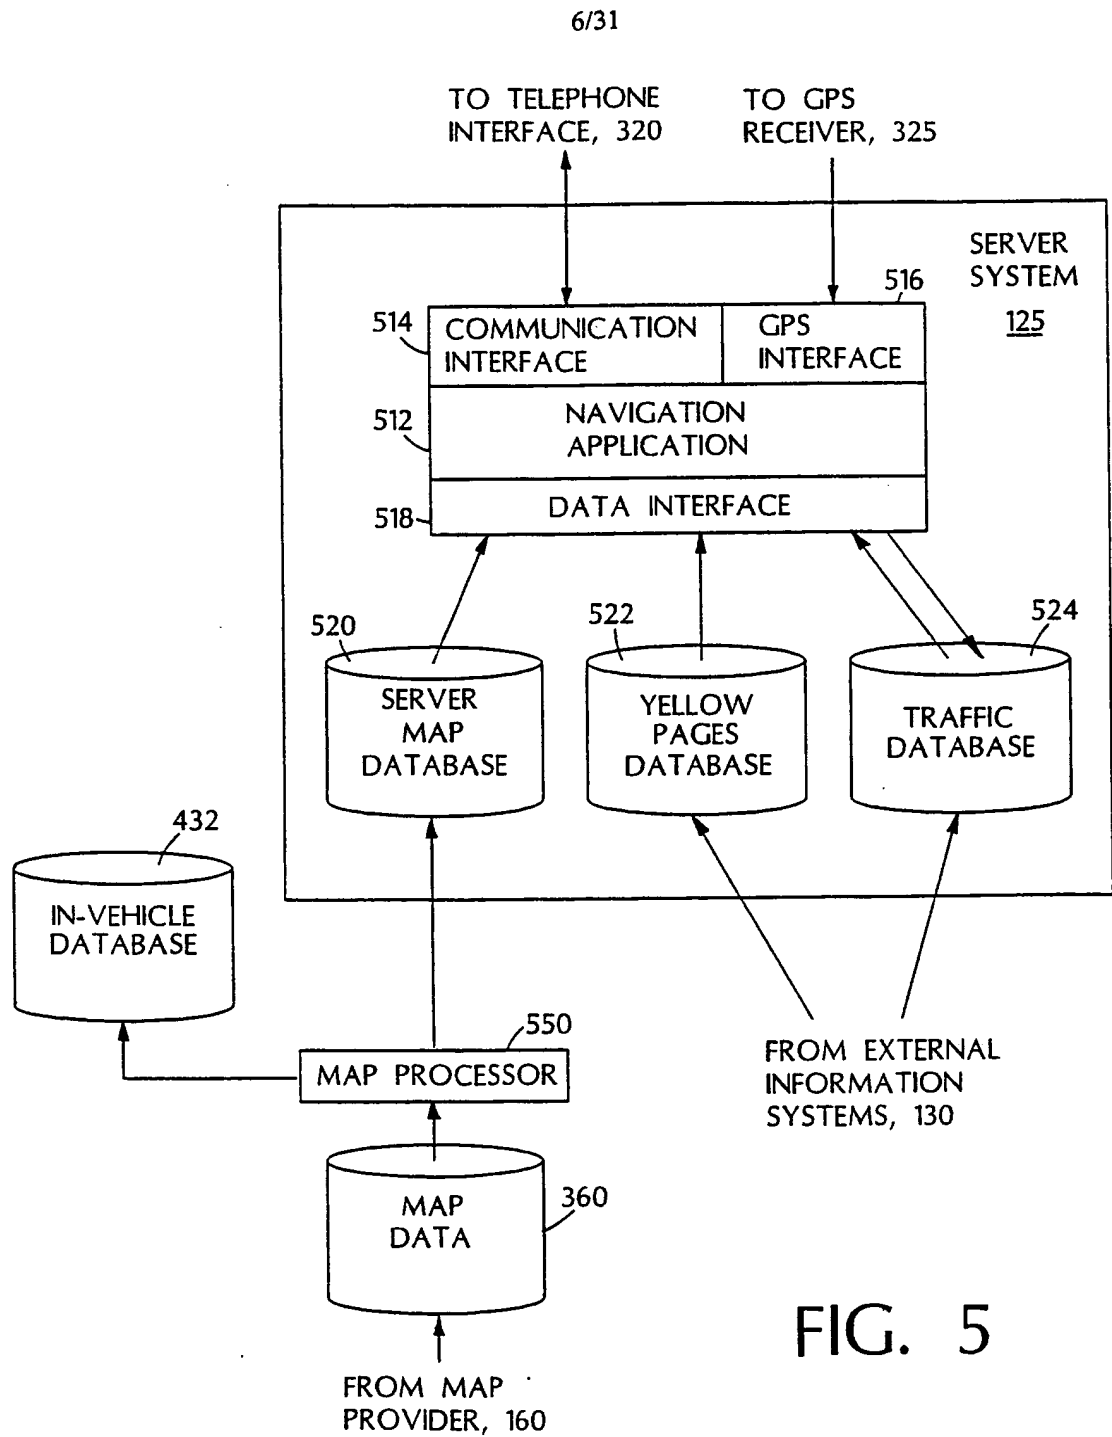 6/31
TO TELEPHONE
INTERFACE, 320
TO GPS
RECEIVER, 325
SERVER
SYSTEM
125
514
COMMUNICATION
INTERFACE
516
GPS
INTERFACE
512
NAVIGATION
APPLICATION
518
DATA INTERFACE
520
SERVER
MAP
DATABASE
522
YELLOW
PAGES
DATABASE
524
TRAFFIC
DATABASE
432
IN-VEHICLE
DATABASE
550
MAP PROCESSOR
FROM EXTERNAL
INFORMATION
SYSTEMS, 130
360
MAP
DATA
FROM MAP
PROVIDER, 160
FIG. 5